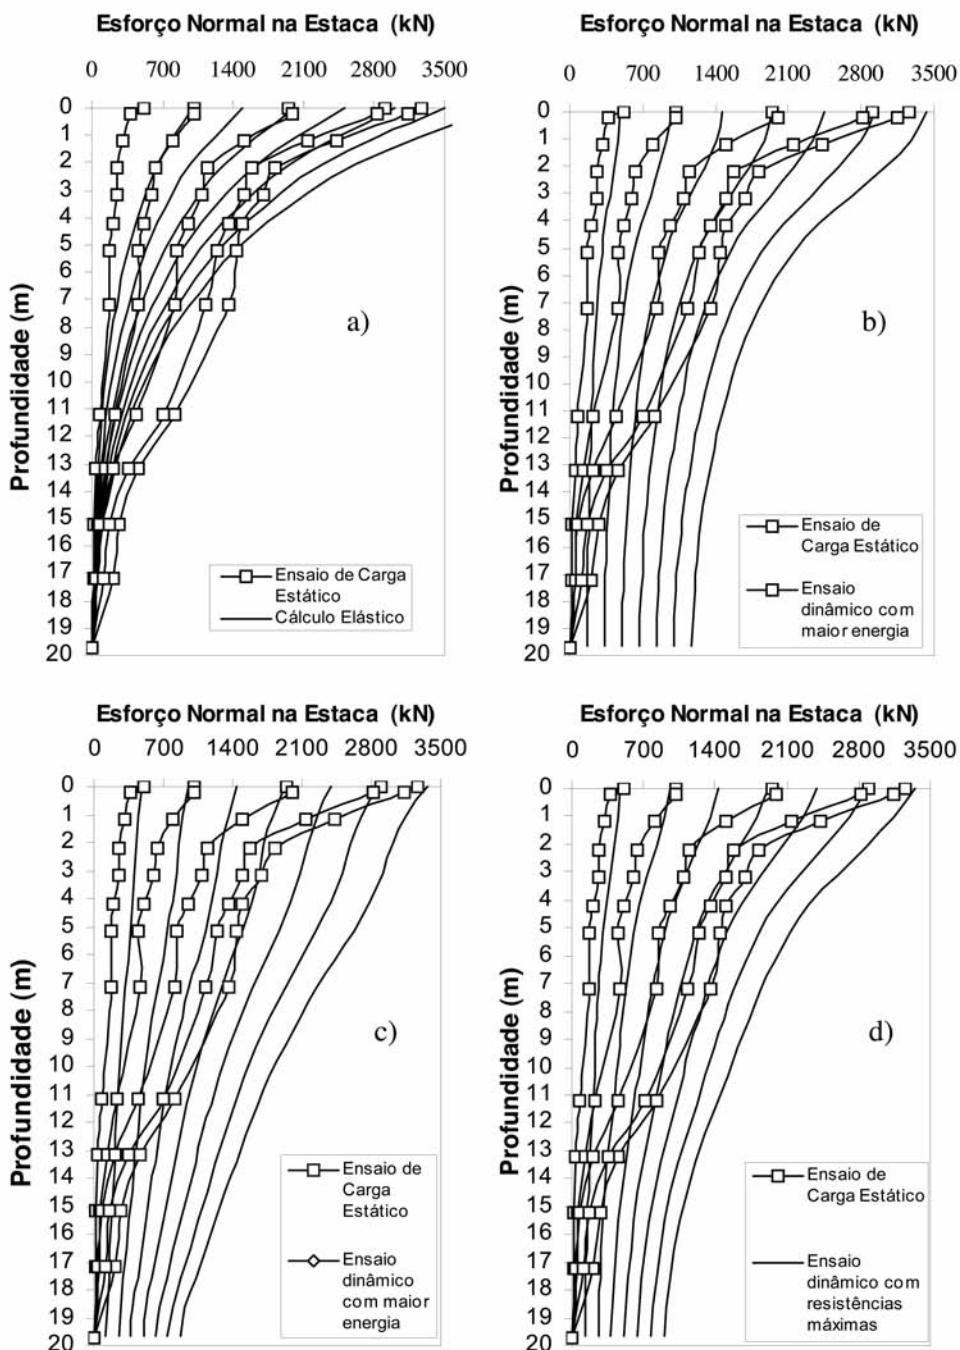 Esforço Normal na Estaca (kN)
0 700 1400 2100 2800 3500
Profundidade (m)
0
1
2
3
4
5
6
7
8
9
10
11
12
13
14
15
16
17
18
19
20
a)
Ensaio de Carga
Estático
Cálculo Elástico
Esforço Normal na Estaca (kN)
0 700 1400 2100 2800 3500
Profundidade (m)
0
1
2
3
4
5
6
7
8
9
10
11
12
13
14
15
16
17
18
19
20
b)
Ensaio de
Carga Estático
Ensaio
dinâmico com
maior energia
Esforço Normal na Estaca (kN)
0 700 1400 2100 2800 3500
Profundidade (m)
0
1
2
3
4
5
6
7
8
9
10
11
12
13
14
15
16
17
18
19
20
c)
Ensaio de
Carga
Estático
Ensaio
dinâmico
com maior
energia
Esforço Normal na Estaca (kN)
0 700 1400 2100 2800 3500
Profundidade (m)
0
1
2
3
4
5
6
7
8
9
10
11
12
13
14
15
16
17
18
19
20
d)
Ensaio de
Carga Estático
Ensaio
dinâmico com
resistências
máximas